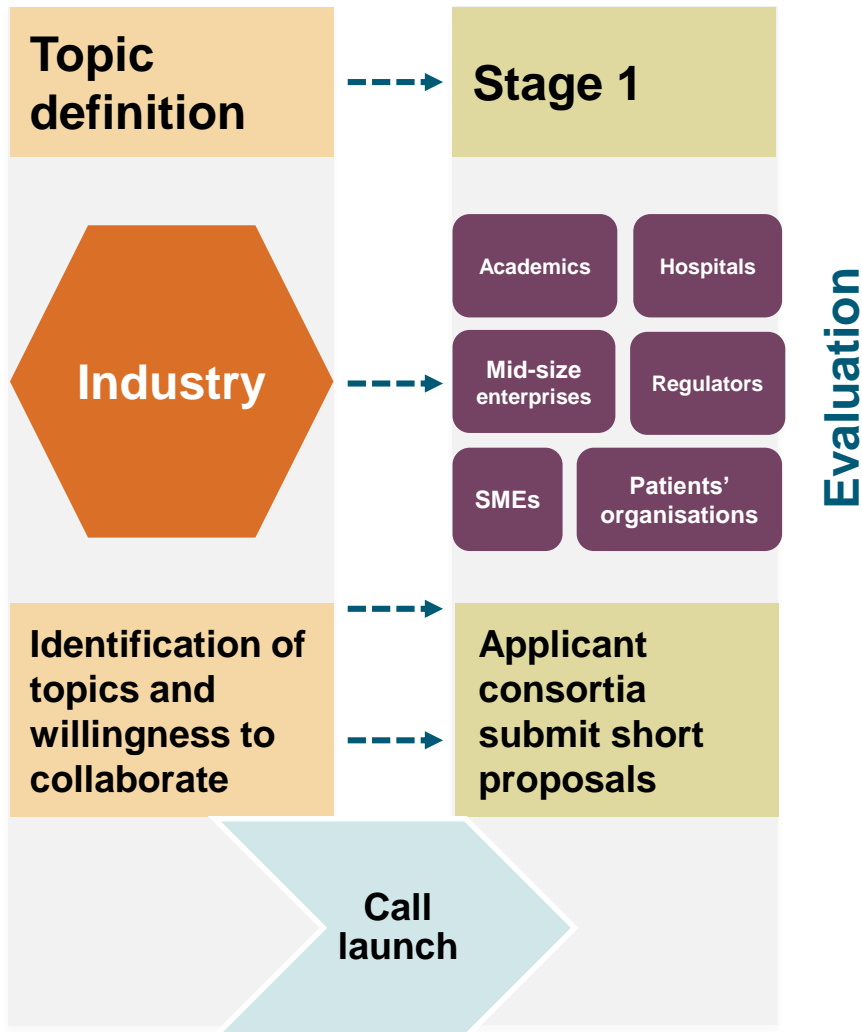 Topic
definition
Stage 1
Industry
Academics
Hospitals
Mid-size
enterprises
Regulators
SMEs
Patients'
organisations
Evaluation
Identification of
topics and
willingness to
collaborate
Applicant
consortia
submit short
proposals
Call
launch